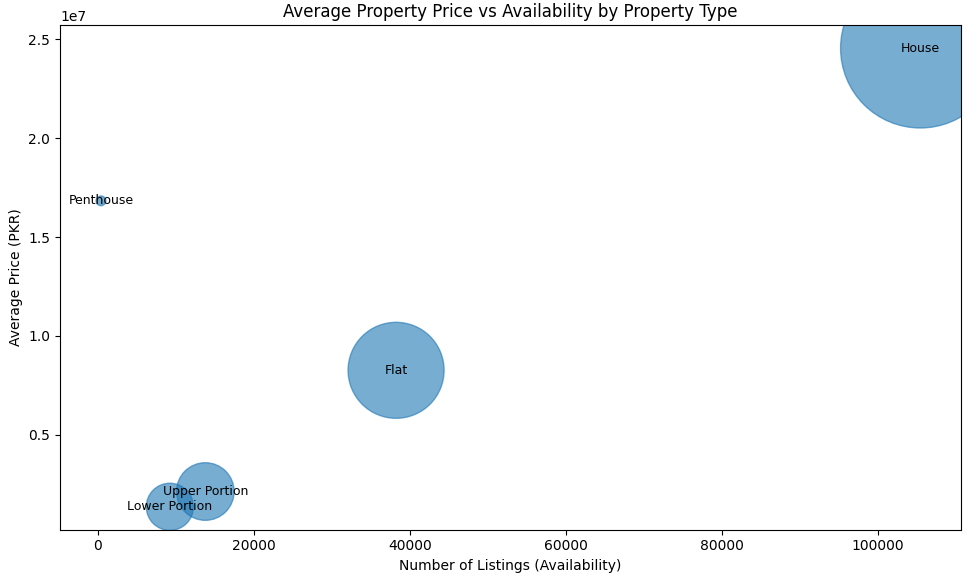 Average Property Price vs Availability by Property Type
1e7
2.5
2.0
1.5
1.0
0.5
Average Price (PKR)
House
Penthouse
Flat
Upper Portion
Lower Portion
0 20000 40000 60000 80000 100000
Number of Listings (Availability)